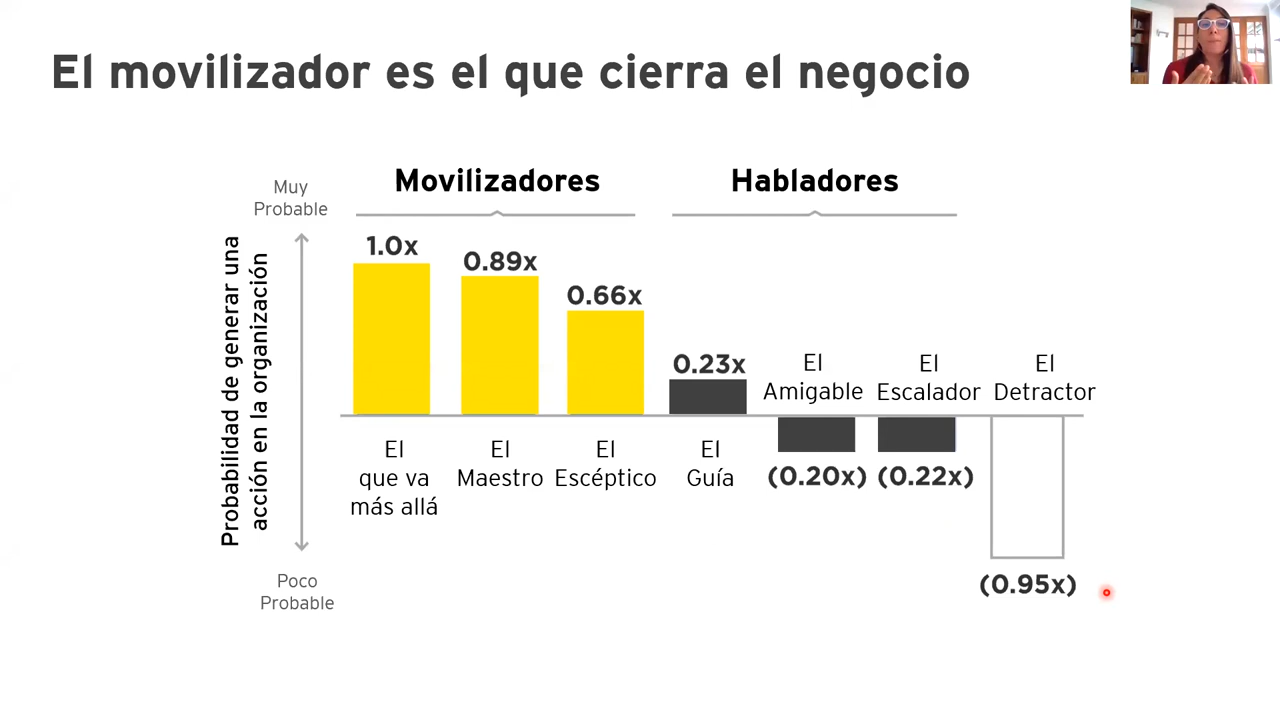 El movilizador es el que cierra el negocio
Movilizadores
Habladores
Muy
Probable
Probabilidad de generar una
acción en la organización
Poco
Probable
1.0x
0.89x
0.66x
0.23x
El
que va
más allá
El
Maestro
El
Escéptico
El
Guía
El
Amigable
(0.20x)
El
Escalador
(0.22x)
El
Detractor
(0.95x)